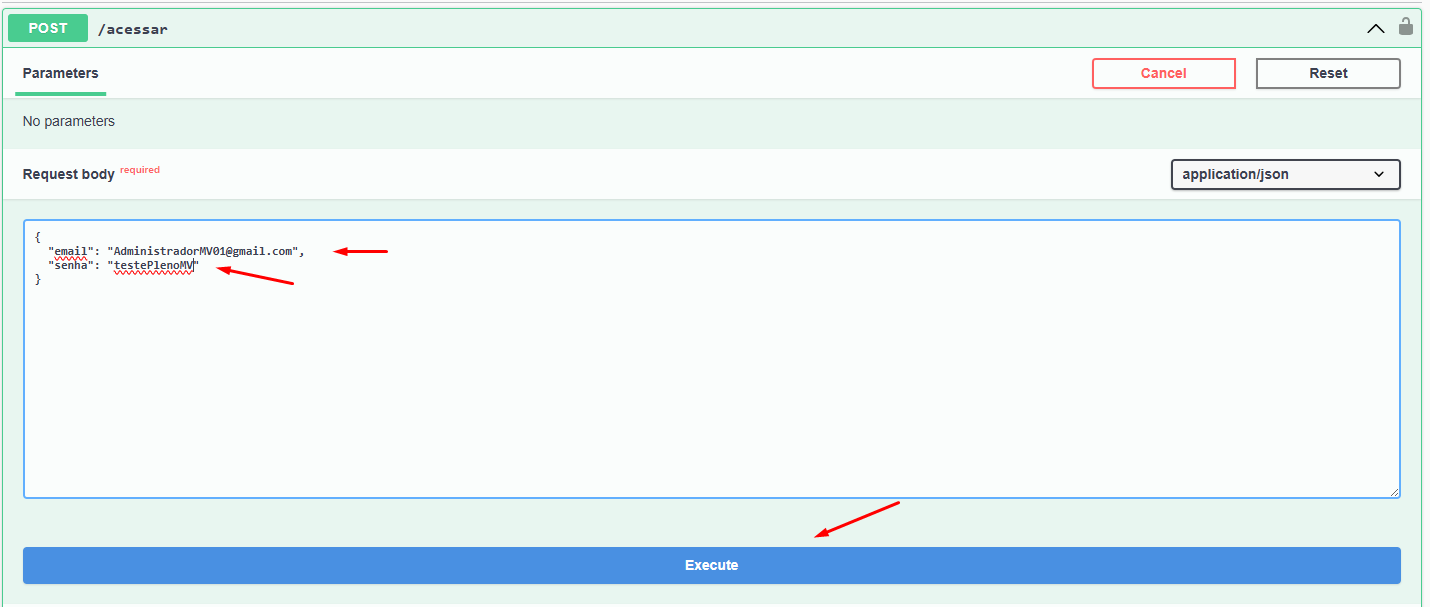 POST /acessar
Parameters
Cancel
Reset
No parameters
Request body required
application/json
{
"email": "AdministradorMV01@gmail.com",
"senha": "testePlenoMV"
}
Execute